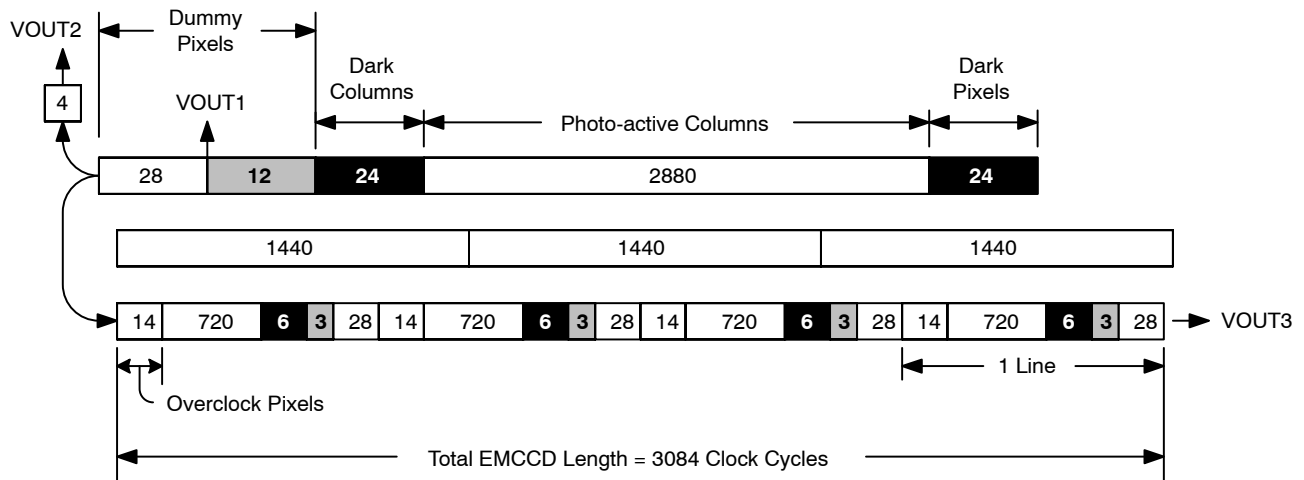 VOUT2
Dummy
Pixels
4
VOUT1
Dark
Columns
Photo-active Columns
Dark
Pixels
28 12 24 2880 24
1440 1440 1440
14 720 6 3 28 14 720 6 3 28 14 720 6 3 28 14 720 6 3 28 VOUT3
1 Line
Overclock Pixels
Total EMCCD Length = 3084 Clock Cycles